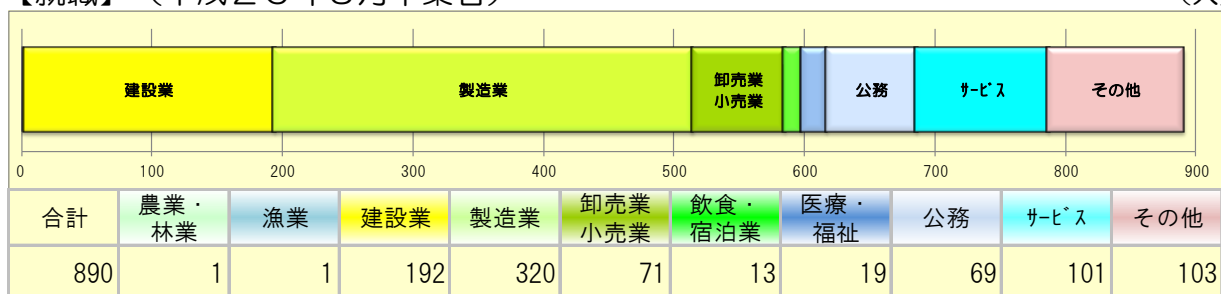 建設業 製造業 卸売業 小売業 公務 ｻｰﾋﾞｽ その他
0 100 200 300 400 500 600 700 800 900
合計 農業・林業 漁業 建設業 製造業 卸売業小売業 飲食・宿泊業 医療・福祉 公務 ｻｰﾋﾞｽ その他
890 1 1 192 320 71 13 19 69 101 103